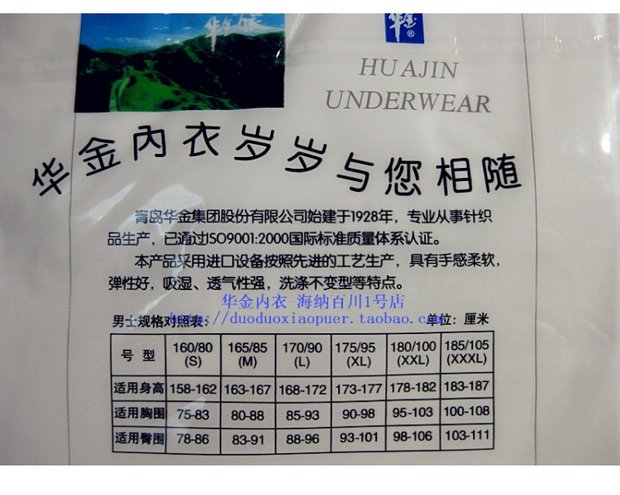 华金
华金
®
HUAJIN
UNDERWEAR
华金内衣岁岁与您相随
青岛华金集团股份有限公司始建于1928年，专业从事针织
品生产，已通过ISO9001:2000国际标准质量体系认证。
本产品采用进口设备按照先进的工艺生产，具有手感柔软，
弹性好，吸湿、透气性强，洗涤不变型等特点。
华金内衣 海纳百川1号店
http://duoduoxiaopuer.taobao.com
男士规格对照表： 单位：厘米
号 型 160/80 (S) 165/85 (M) 170/90 (L) 175/95 (XL) 180/100 (XXL) 185/105 (XXXL)
适用身高 158-162 163-167 168-172 173-177 178-182 183-187
适用胸围 75-83 80-88 85-93 90-98 95-103 100-108
适用臀围 78-86 83-91 88-96 93-101 98-106 103-111